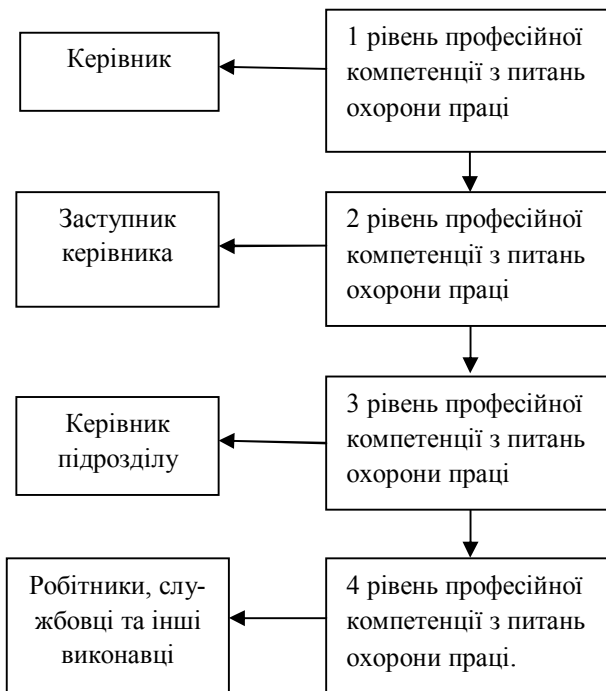 Керівник
1 рівень професійної
компетенції з питань
охорони праці
Заступник
керівника
2 рівень професійної
компетенції з питань
охорони праці
Керівник
підрозділу
3 рівень професійної
компетенції з питань
охорони праці
Робітники, слу-
жбовці та інші
виконавці
4 рівень професійної
компетенції з питань
охорони праці.